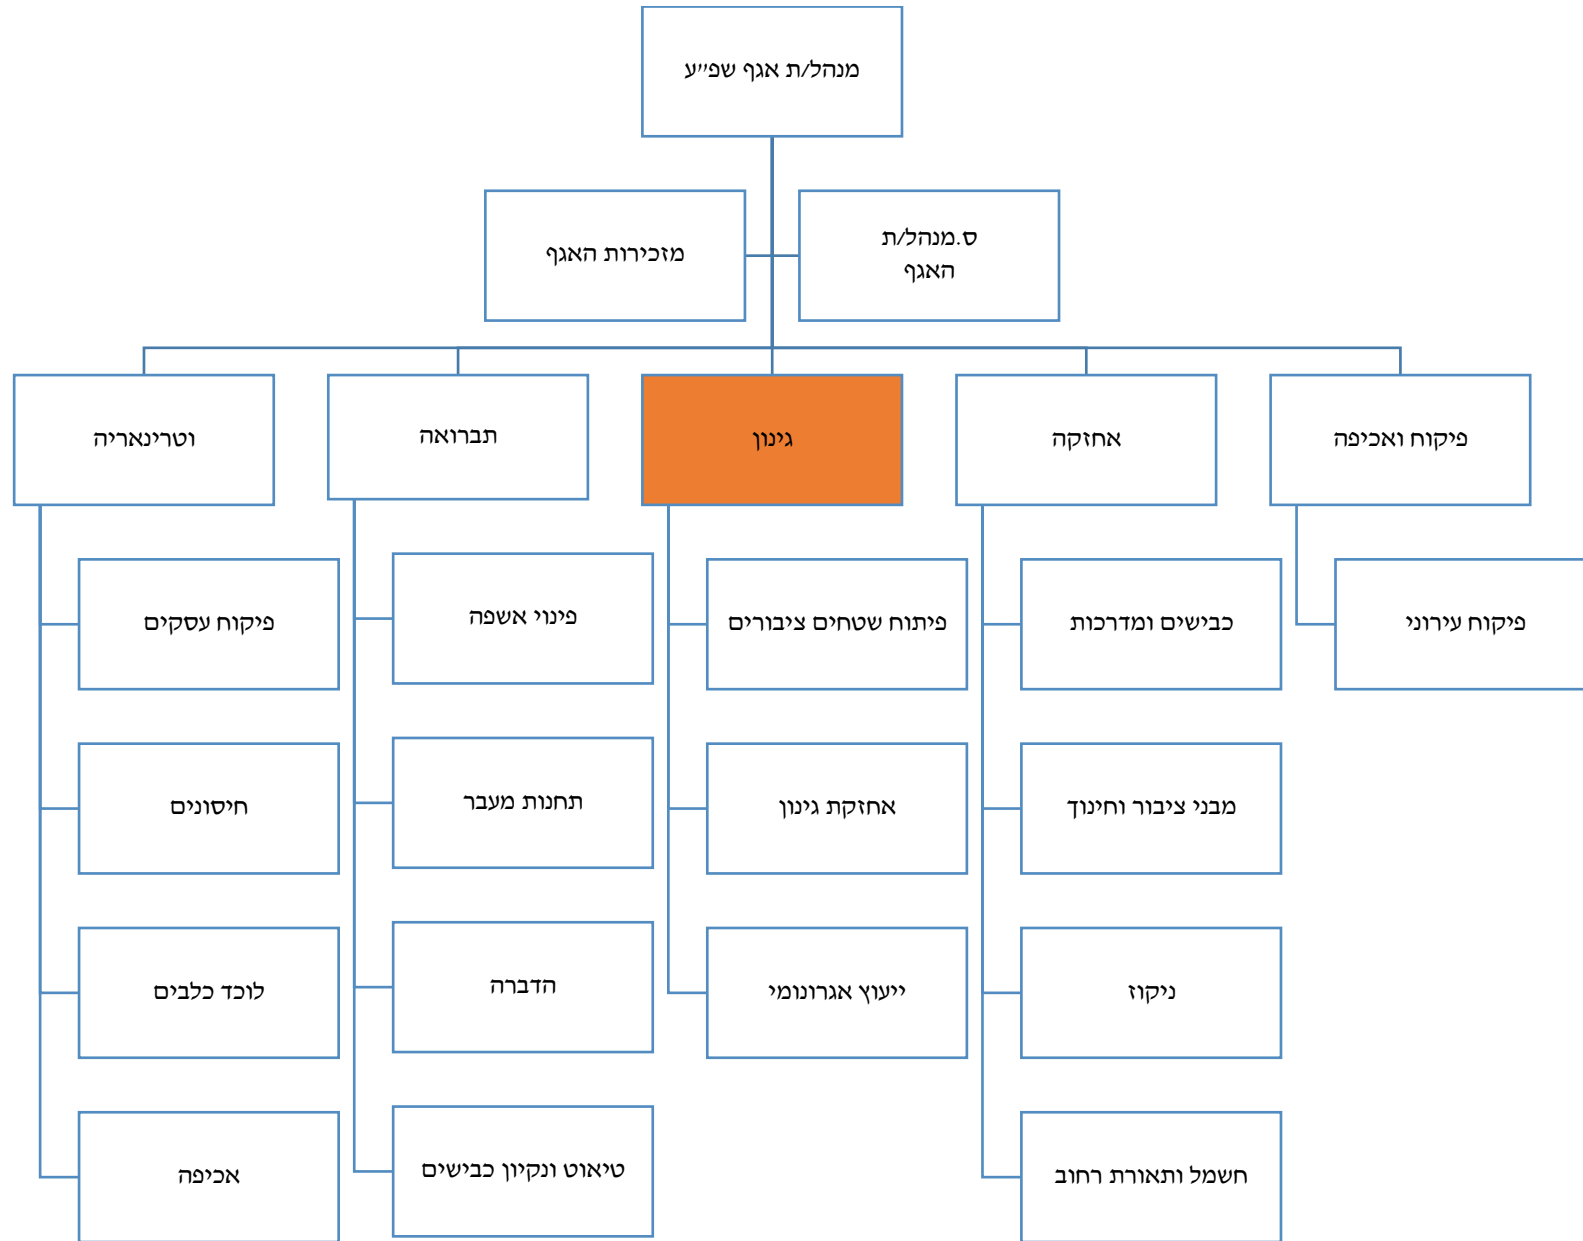 מנהל/ת אגף שפ״ע
ס.מנהל/ת
האגף
מזכירות האגף
פיקוח ואכיפה
אחזקה
גינון
תברואה
וטרינאריה
פיקוח עירוני
כבישים ומדרכות
מבני ציבור וחינוך
ניקוז
חשמל ותאורת רחוב
פיתוח שטחים ציבורים
אחזקת גינון
ייעוץ אגרונומי
פינוי אשפה
תחנות מעבר
הדברה
טיאוט ונקיון כבישים
פיקוח עסקים
חיסונים
לוכד כלבים
אכיפה